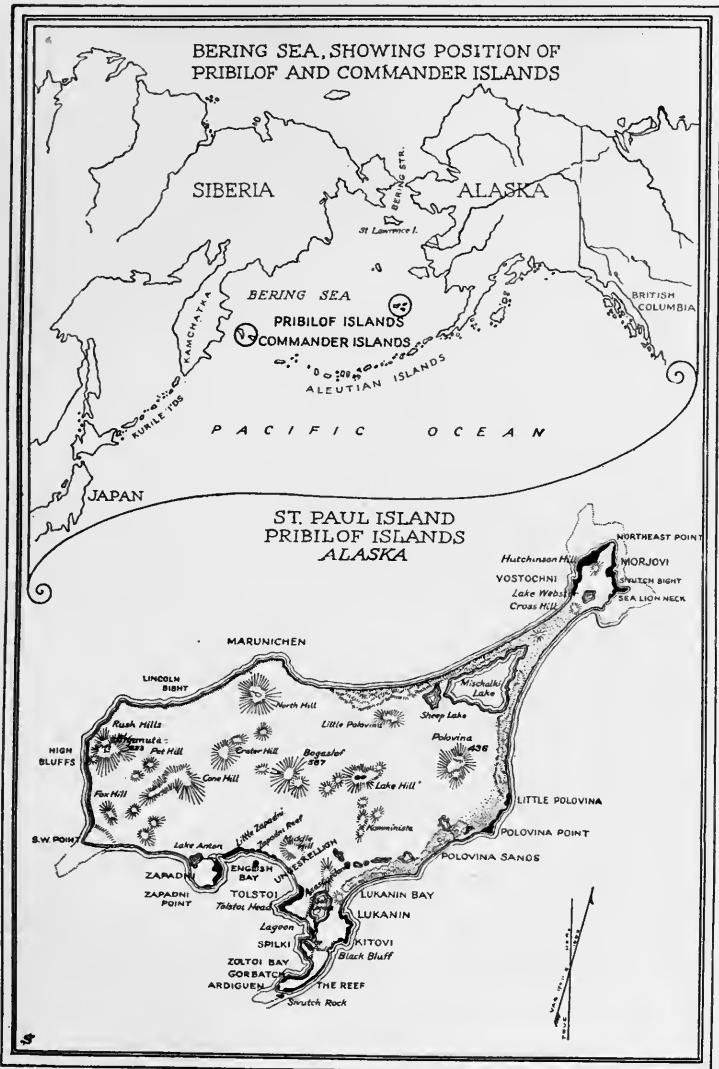 BERING SEA, SHOWING POSITION OF
PRIBILOF AND COMMANDER ISLANDS
SIBERIA
BERING STR.
ALASKA
St Lawrence I.
KAMCHATKA
BERING SEA
PRIBILOF ISLANDS
COMMANDER ISLANDS
BRITISH
COLUMBIA
ALEUTIAN ISLANDS
KURILE I'DS
PACIFIC OCEAN
JAPAN
ST. PAUL ISLAND
PRIBILOF ISLANDS
ALASKA
NORTHEAST POINT
Hutchinson Hill
MORJOVI
VOSTOCHNI
SIVUTCH BIGHT
Lake Webster
SEA LION NECK
Cross Hill
MARUNICHEN
LINCOLN
BIGHT
Mischalki
Lake
North Hill
Sheep Lake
Little Polovina
Rush Hills
HIGH
BLUFFS
Pot Hill
Crater Hill
Bogaslof
587
Polovina
436
Cone Hill
Lake Hill
Fox Hill
LITTLE POLOVINA
Kaminista
S.W. POINT
POLOVINA POINT
Little Zapadni
Zapadni Reef
Middle
Hill
Lake Anton
POLOVINA SANDS
ZAPADNI
ENGLISH
BAY
ZAPADNI
POINT
TOLSTOI
Tolstoi Head
LUKANIN BAY
LUKANIN
Lagoon
SPILKI
KITOVI
Black Bluff
ZOLTOI BAY
GORBATCH
ARDIGUEN
THE REEF
Sivutch Rock
TRUE